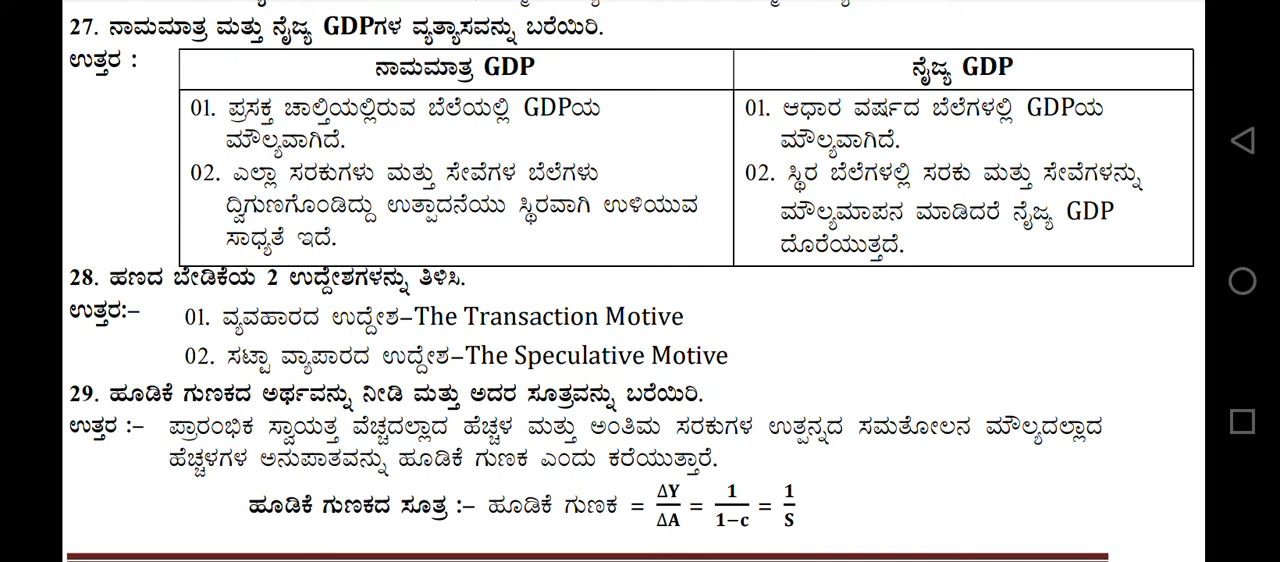 27. ನಾಮಮಾತ್ರ ಮತ್ತು ನೈಜ್ಯ GDPಗಳ ವ್ಯತ್ಯಾಸವನ್ನು ಬರೆಯಿರಿ.
ಉತ್ತರ :
ನಾಮಮಾತ್ರ GDP
ನೈಜ್ಯ GDP
01. ಪ್ರಸಕ್ತ ಚಾಲ್ತಿಯಲ್ಲಿರುವ ಬೆಲೆಯಲ್ಲಿ GDPಯ
ಮೌಲ್ಯವಾಗಿದೆ.
02. ಎಲ್ಲಾ ಸರಕುಗಳು ಮತ್ತು ಸೇವೆಗಳ ಬೆಲೆಗಳು
ದ್ವಿಗುಣಗೊಂಡಿದ್ದು ಉತ್ಪಾದನೆಯು ಸ್ಥಿರವಾಗಿ ಉಳಿಯುವ
ಸಾಧ್ಯತೆ ಇದೆ.
01. ಆಧಾರ ವರ್ಷದ ಬೆಲೆಗಳಲ್ಲಿ GDPಯ
ಮೌಲ್ಯವಾಗಿದೆ.
02. ಸ್ಥಿರ ಬೆಲೆಗಳಲ್ಲಿ ಸರಕು ಮತ್ತು ಸೇವೆಗಳನ್ನು
ಮೌಲ್ಯಮಾಪನ ಮಾಡಿದರೆ ನೈಜ್ಯ GDP
ದೊರೆಯುತ್ತದೆ.
28. ಹಣದ ಬೇಡಿಕೆಯ 2 ಉದ್ದೇಶಗಳನ್ನು ತಿಳಿಸಿ.
ಉತ್ತರ:–
01. ವ್ಯವಹಾರದ ಉದ್ದೇಶ–The Transaction Motive
02. ಸಟ್ಟಾ ವ್ಯಾಪಾರದ ಉದ್ದೇಶ–The Speculative Motive
29. ಹೂಡಿಕೆ ಗುಣಕದ ಅರ್ಥವನ್ನು ನೀಡಿ ಮತ್ತು ಅದರ ಸೂತ್ರವನ್ನು ಬರೆಯಿರಿ.
ಉತ್ತರ :– ಪ್ರಾರಂಭಿಕ ಸ್ವಾಯತ್ತ ವೆಚ್ಚದಲ್ಲಾದ ಹೆಚ್ಚಳ ಮತ್ತು ಅಂತಿಮ ಸರಕುಗಳ ಉತ್ಪನ್ನದ ಸಮತೋಲನ ಮೌಲ್ಯದಲ್ಲಾದ
ಹೆಚ್ಚಳಗಳ ಅನುಪಾತವನ್ನು ಹೂಡಿಕೆ ಗುಣಕ ಎಂದು ಕರೆಯುತ್ತಾರೆ.
ಹೂಡಿಕೆ ಗುಣಕದ ಸೂತ್ರ :– ಹೂಡಿಕೆ ಗುಣಕ = ΔY/ΔA = 1/1–c = 1/S